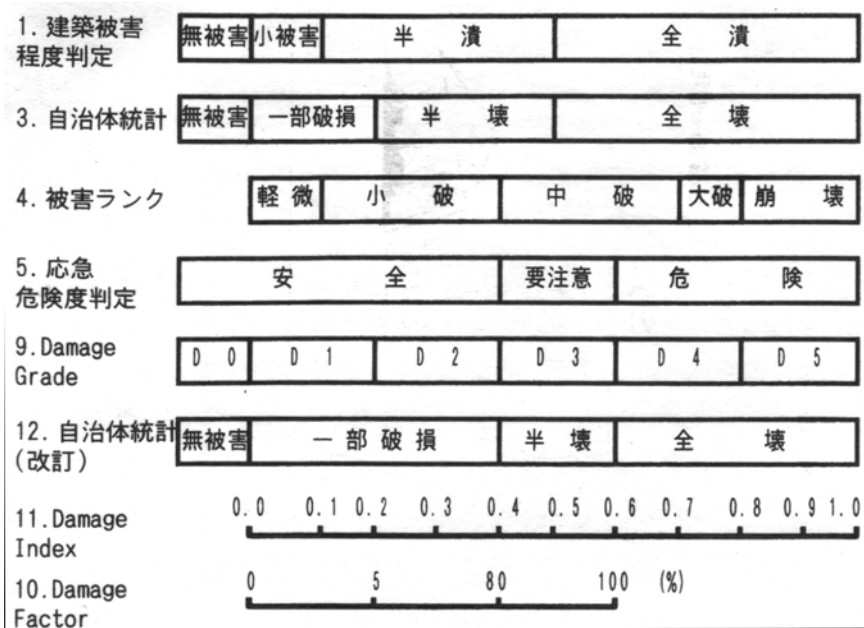 1. 建築被害
程度判定
無被害 小被害 半 潰 全 潰
3. 自治体統計 無被害 一部破損 半 壊 全 壊
4. 被害ランク 軽 微 小 破 中 破 大破 崩 壊
5. 応急
危険度判定
安 全 要注意 危 険
9.Damage
Grade
D 0 D 1 D 2 D 3 D 4 D 5
12. 自治体統計
(改訂)
無被害 一 部 破 損 半 壊 全 壊
11.Damage
Index
0.0 0.1 0.2 0.3 0.4 0.5 0.6 0.7 0.8 0.9 1.0
10.Damage
Factor
0 5 80 100 (%)